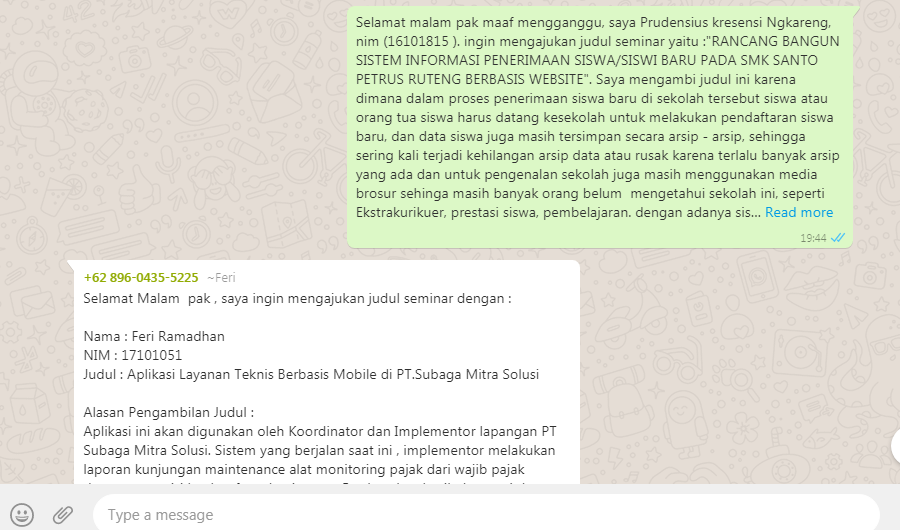 Selamat malam pak maaf mengganggu, saya Prudensius kresensi Ngkareng,
nim (16101815 ). ingin mengajukan judul seminar yaitu :"RANCANG BANGUN
SISTEM INFORMASI PENERIMAAN SISWA/SISWI BARU PADA SMK SANTO
PETRUS RUTENG BERBASIS WEBSITE". Saya mengambi judul ini karena
dimana dalam proses penerimaan siswa baru di sekolah tersebut siswa atau
orang tua siswa harus datang kesekolah untuk melakukan pendaftaran siswa
baru, dan data siswa juga masih tersimpan secara arsip - arsip, sehingga
sering kali terjadi kehilangan arsip data atau rusak karena terlalu banyak arsip
yang ada dan untuk pengenalan sekolah juga masih menggunakan media
brosur sehinga masih banyak orang belum  mengetahui sekolah ini, seperti
Ekstrakurikuer, prestasi siswa, pembelajaran. dengan adanya sis... Read more
19:44
+62 896-0435-5225 ~Feri
Selamat Malam  pak , saya ingin mengajukan judul seminar dengan :
Nama : Feri Ramadhan
NIM : 17101051
Judul : Aplikasi Layanan Teknis Berbasis Mobile di PT.Subaga Mitra Solusi
Alasan Pengambilan Judul :
Aplikasi ini akan digunakan oleh Koordinator dan Implementor lapangan PT
Subaga Mitra Solusi. Sistem yang berjalan saat ini , implementor melakukan
laporan kunjungan maintenance alat monitoring pajak dari wajib pajak
Type a message